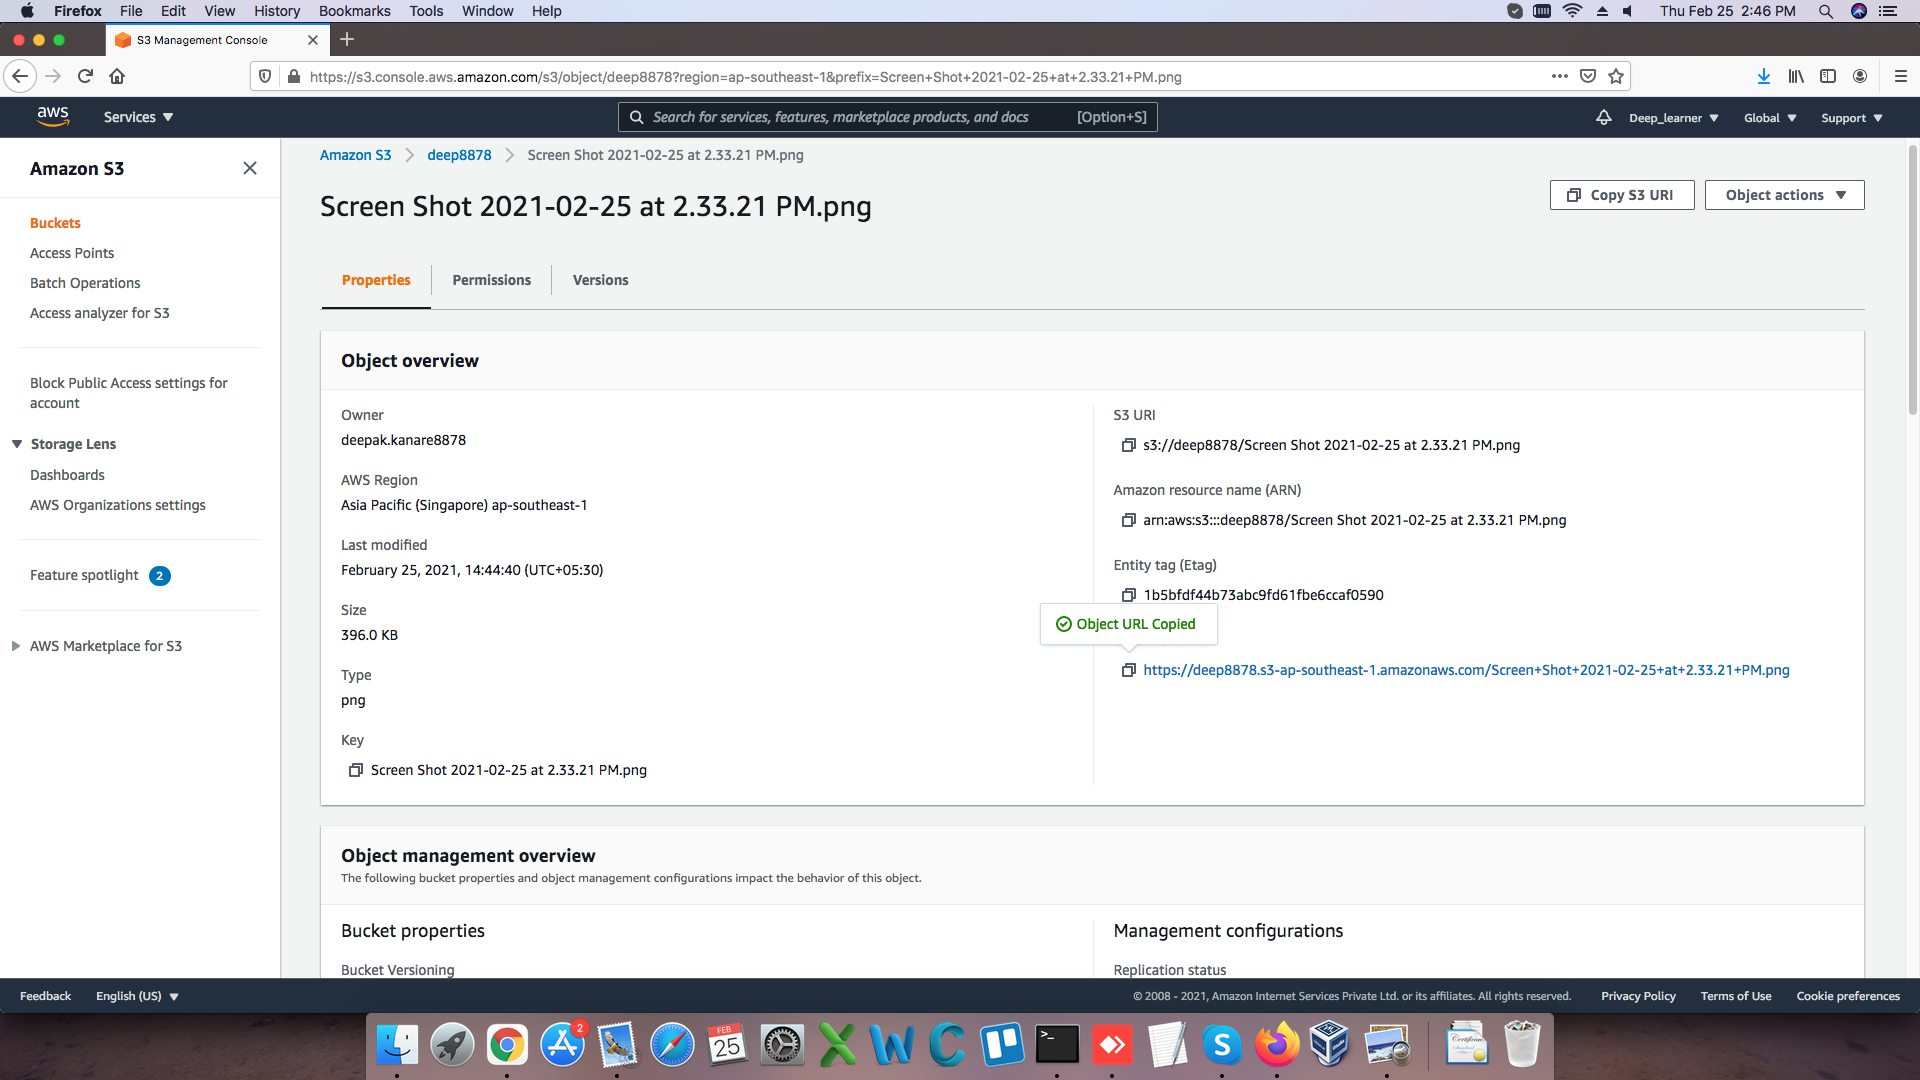 Firefox File Edit View History Bookmarks Tools Window Help Thu Feb 25 2:46 PM
S3 Management Console
https://s3.console.aws.amazon.com/s3/object/deep8878?region=ap-southeast-1&prefix=Screen+Shot+2021-02-25+at+2.33.21+PM.png
aws Services Search for services, features, marketplace products, and docs [Option+S] Deep_learner Global Support
Amazon S3
Buckets
Access Points
Batch Operations
Access analyzer for S3
Block Public Access settings for
account
Storage Lens
Dashboards
AWS Organizations settings
Feature spotlight 2
AWS Marketplace for S3
Amazon S3 deep8878 Screen Shot 2021-02-25 at 2.33.21 PM.png
Screen Shot 2021-02-25 at 2.33.21 PM.png
Copy S3 URI Object actions
Properties Permissions Versions
Object overview
Owner
deepak.kanare8878
AWS Region
Asia Pacific (Singapore) ap-southeast-1
Last modified
February 25, 2021, 14:44:40 (UTC+05:30)
Size
396.0 KB
Type
png
Key
Screen Shot 2021-02-25 at 2.33.21 PM.png
S3 URI
s3://deep8878/Screen Shot 2021-02-25 at 2.33.21 PM.png
Amazon resource name (ARN)
arn:aws:s3:::deep8878/Screen Shot 2021-02-25 at 2.33.21 PM.png
Entity tag (Etag)
1b5bfdf44b73abc9fd61fbe6ccaf0590
Object URL Copied
https://deep8878.s3-ap-southeast-1.amazonaws.com/Screen+Shot+2021-02-25+at+2.33.21+PM.png
Object management overview
The following bucket properties and object management configurations impact the behavior of this object.
Bucket properties
Bucket Versioning
Management configurations
Replication status
Feedback English (US) © 2008 - 2021, Amazon Internet Services Private Ltd. or its affiliates. All rights reserved. Privacy Policy Terms of Use Cookie preferences
2
FEB
25